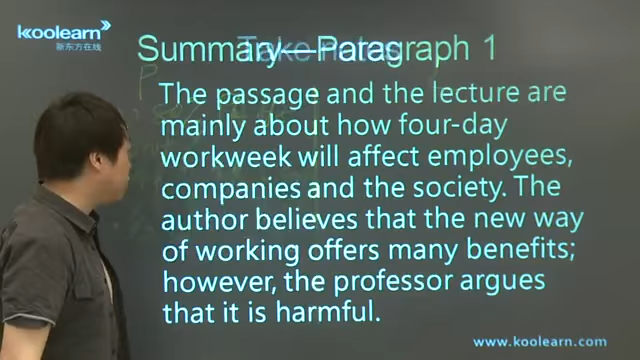 koolearn
新东方在线
Summary—Paragraph 1
Take notes
The passage and the lecture are
mainly about how four-day
workweek will affect employees,
companies and the society. The
author believes that the new way
of working offers many benefits;
however, the professor argues
that it is harmful.
www.koolearn.com